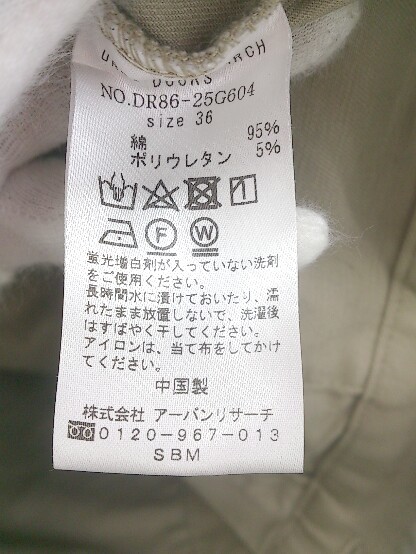 DOORS
NO.DR86-25G604
size 36
綿 95%
ポリウレタン 5%
F W
蛍光増白剤が入っていない洗剤
をご使用ください。
長時間水に漬けておいたり、濡
れたまま放置しないで、洗濯後
はすばやく干してください。
アイロンは、当て布をしてかけ
てください。
中国製
株式会社 アーバンリサーチ
0120-967-013
SBM